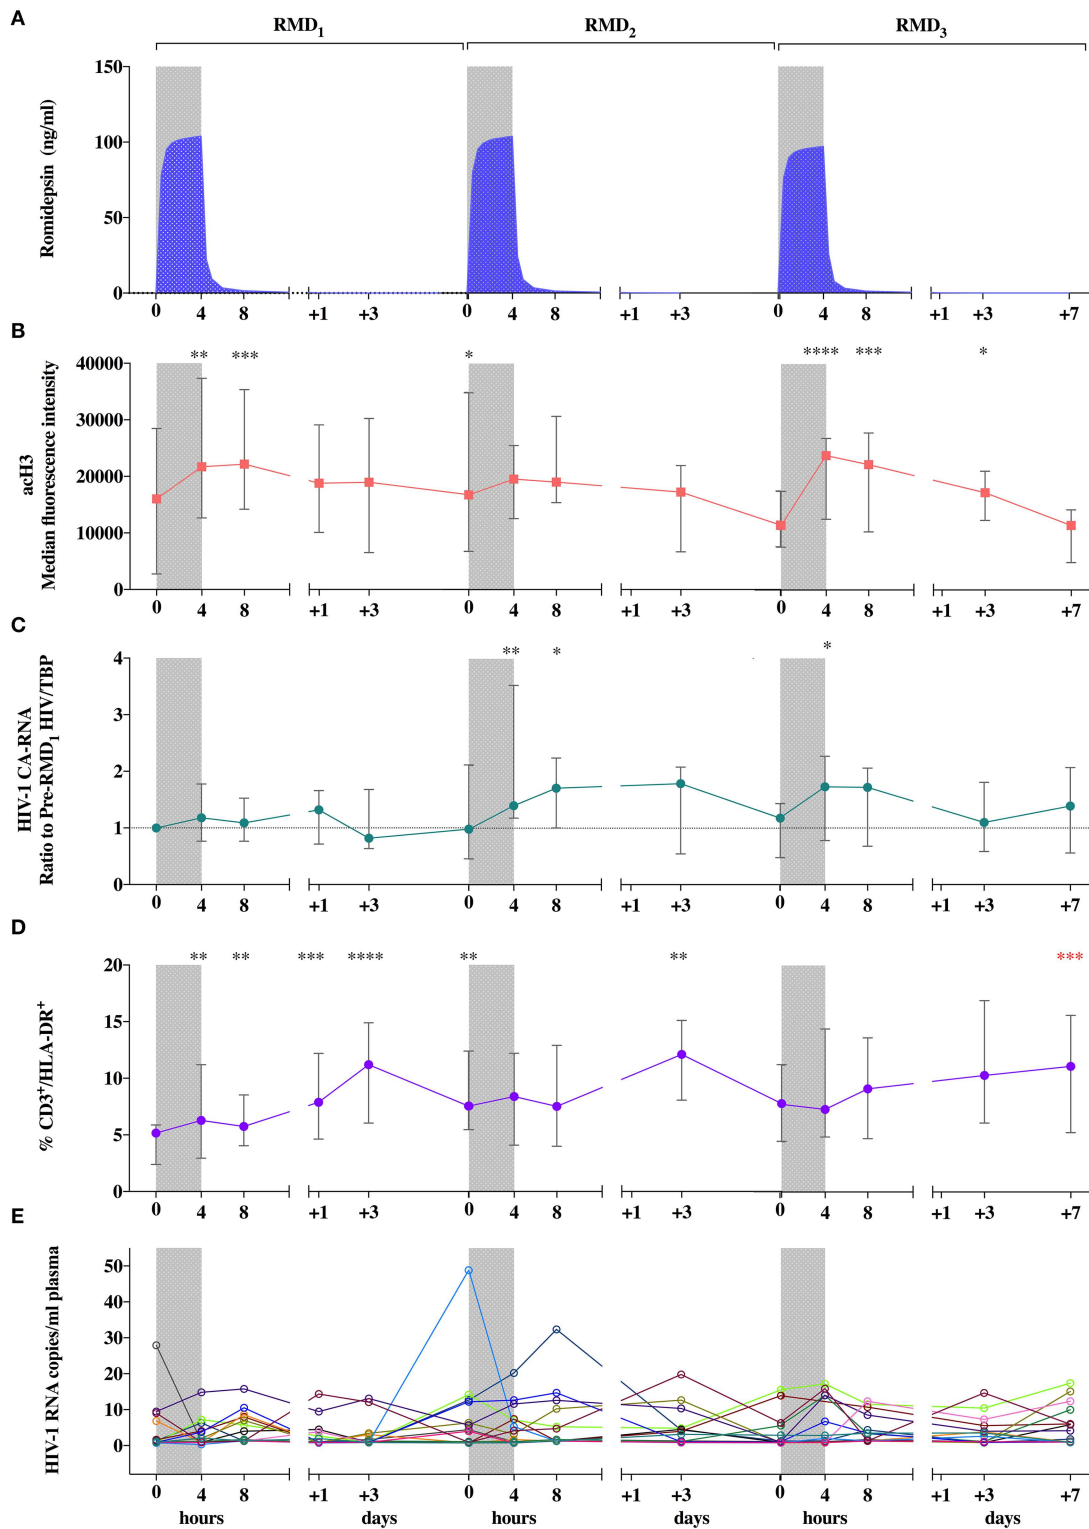 A
RMD1 RMD2 RMD3
Romidepsin (ng/ml)
150
100
50
0
0 4 8 +1 +3 0 4 8 +1 +3 0 4 8 +1 +3 +7
B
acH3
Median fluorescence intensity
** *** * **** *** *
40000
30000
20000
10000
0
0 4 8 +1 +3 0 4 8 +1 +3 0 4 8 +1 +3 +7
C
HIV-1 CA-RNA
Ratio to Pre-RMD1 HIV/TBP
** * *
4
3
2
1
0
0 4 8 +1 +3 0 4 8 +1 +3 0 4 8 +1 +3 +7
D
% CD3+/HLA-DR+
** ** *** **** ** ** ***
20
15
10
5
0
0 4 8 +1 +3 0 4 8 +1 +3 0 4 8 +1 +3 +7
E
HIV-1 RNA copies/ml plasma
50
40
30
20
10
0
0 4 8 +1 +3 0 4 8 +1 +3 0 4 8 +1 +3 +7
hours days hours days hours days